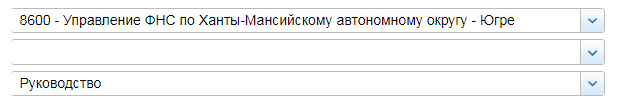 8600 - Управление ФНС по Ханты-Мансийскому автономному округу - Югре
Руководство